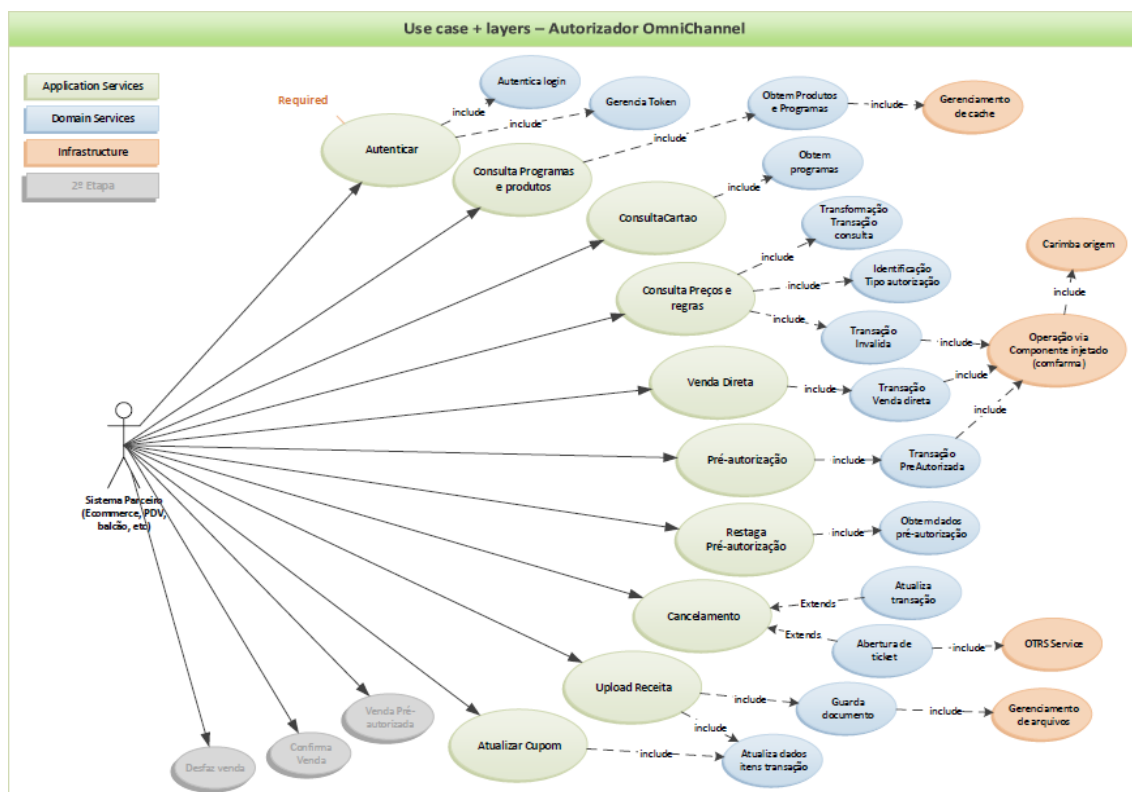 Use case + layers – Autorizador OmniChannel
Application Services
Domain Services
Infrastructure
2ª Etapa
Required
Autenticar
include
Autentica login
include
Gerencia Token
Consulta Programas
e produtos
include
Obtem Produtos
e Programas
include
Gerenciamento
de cache
ConsultaCartao
include
Obtem
programas
Consulta Preços e
regras
include
Transformação
Transação
consulta
include
Identificação
Tipo autorização
include
Transação
Invalida
include
Operação via
Componente injetado
(comfarma)
include
Carimba origem
Venda Direta
include
Transação
Venda direta
include
Pré-autorização
include
Transação
PreAutorizada
include
Sistema Parceiro
(Ecommerce, PDV,
balcão, etc)
Restaga
Pré-autorização
include
Obtem dados
pré-autorização
Cancelamento
Extends
Atualiza
transação
Extends
Abertura de
ticket
include
OTRS Service
Upload Receita
include
Guarda
documento
include
Gerenciamento
de arquivos
include
Atualizar Cupom
include
Atualiza dados
itens transação
Venda Pré-
autorizada
Confirma
Venda
Desfaz venda